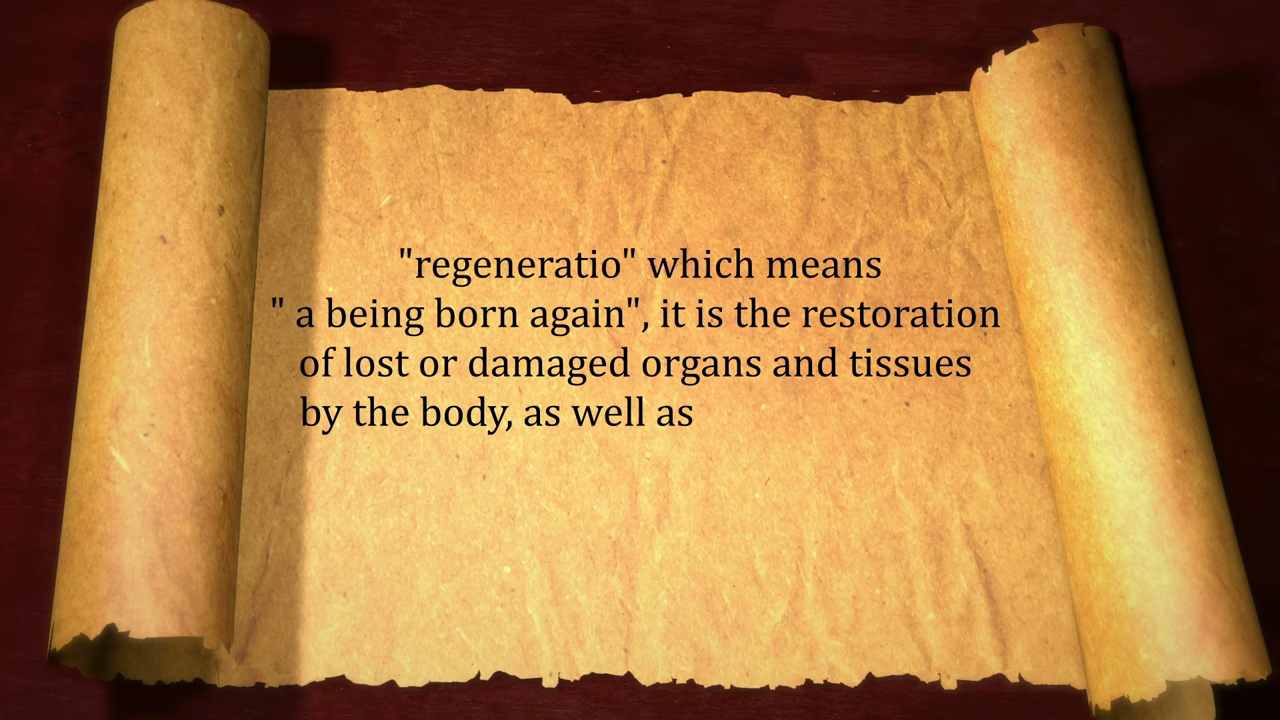 "regeneratio" which means
" a being born again", it is the restoration
of lost or damaged organs and tissues
by the body, as well as